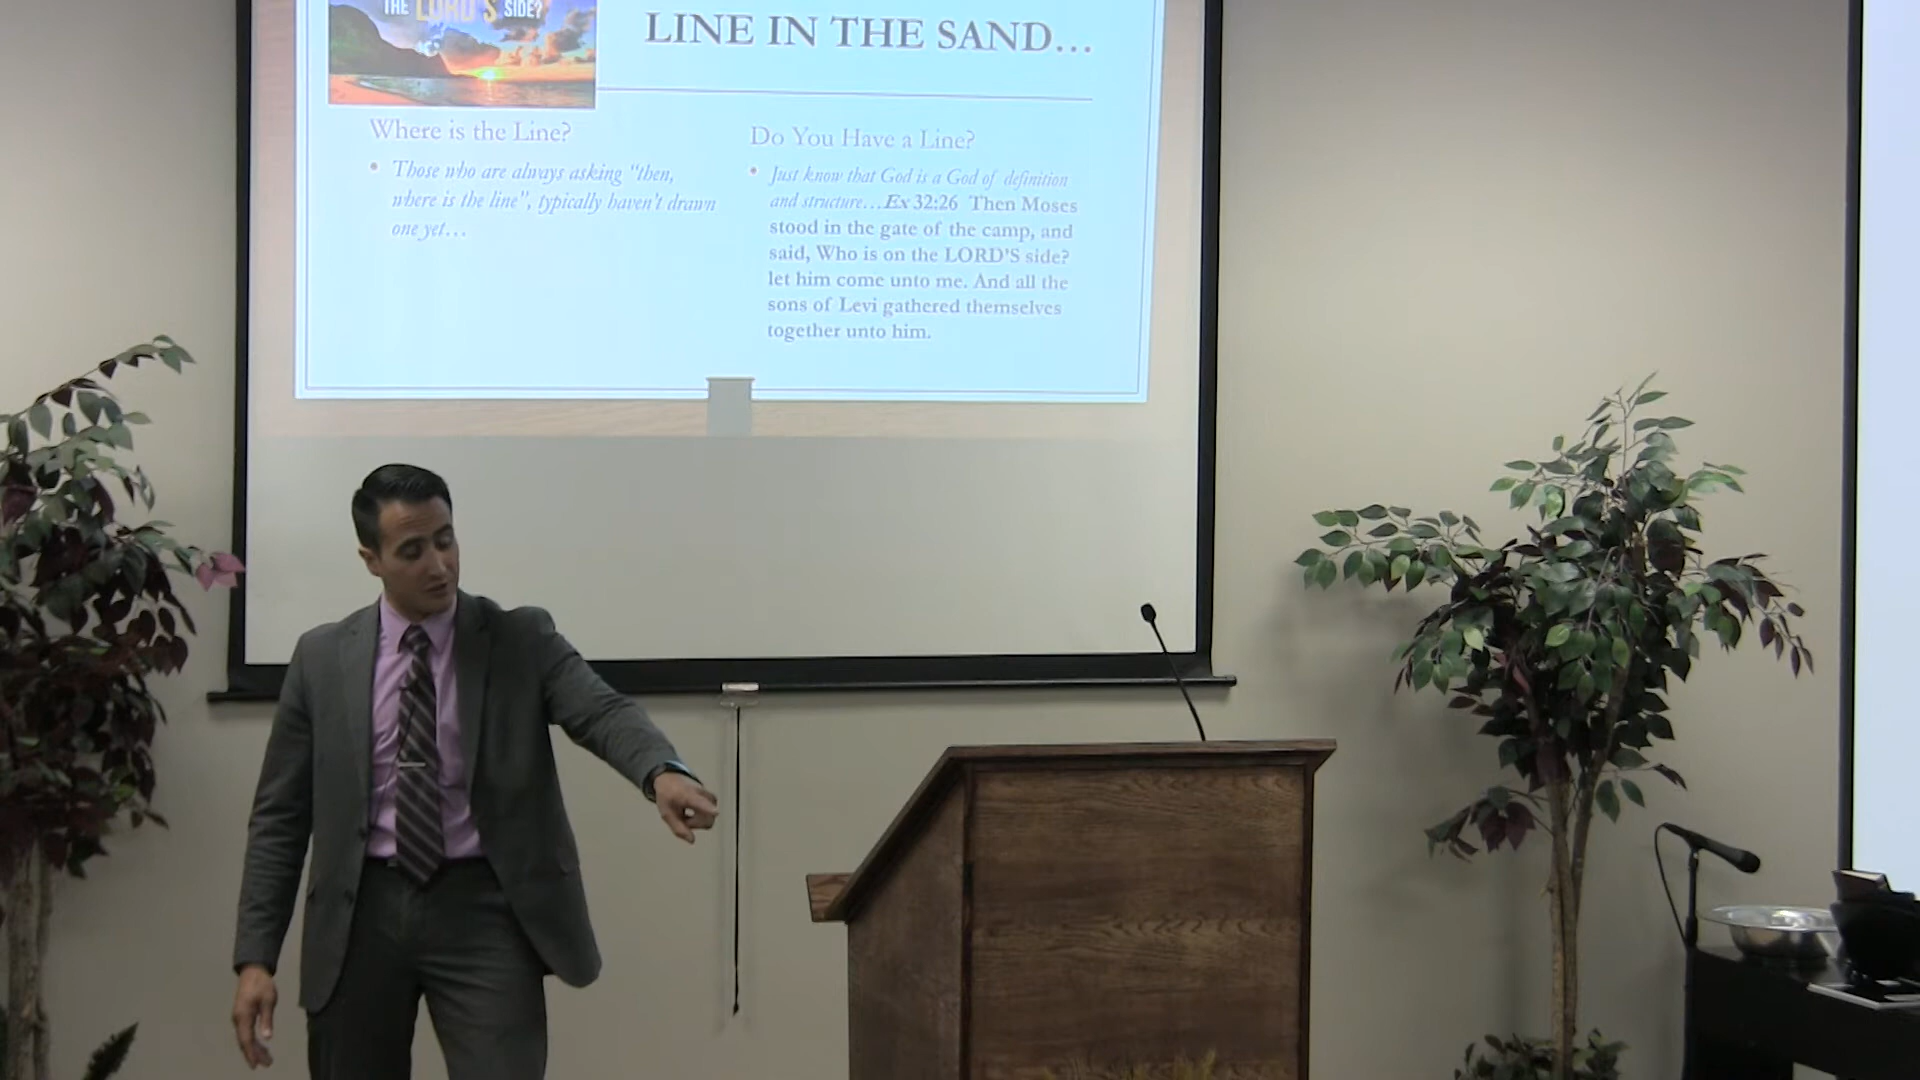 THE LORD'S SIDE?
LINE IN THE SAND…
Where is the Line?
• Those who are always asking "then,
where is the line", typically haven't drawn
one yet…
Do You Have a Line?
• Just know that God is a God of definition
and structure…Ex 32:26 Then Moses
stood in the gate of the camp, and
said, Who is on the LORD'S side?
let him come unto me. And all the
sons of Levi gathered themselves
together unto him.